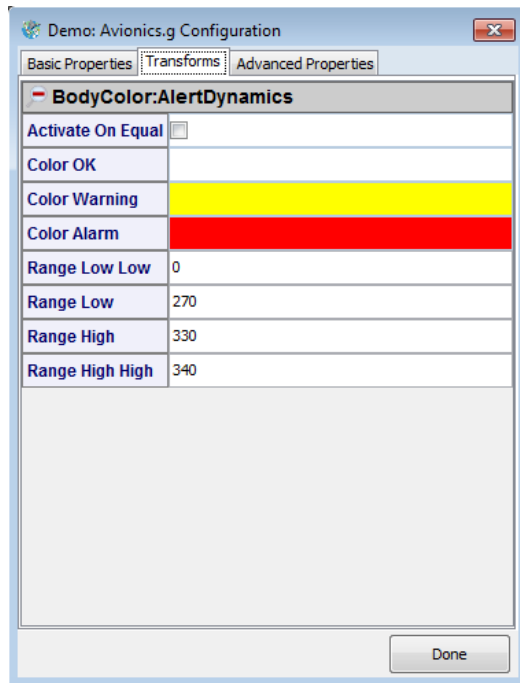 Demo: Avionics.g Configuration
Basic Properties Transforms Advanced Properties
BodyColor:AlertDynamics
Activate On Equal
Color OK
Color Warning
Color Alarm
Range Low Low 0
Range Low 270
Range High 330
Range High High 340
Done